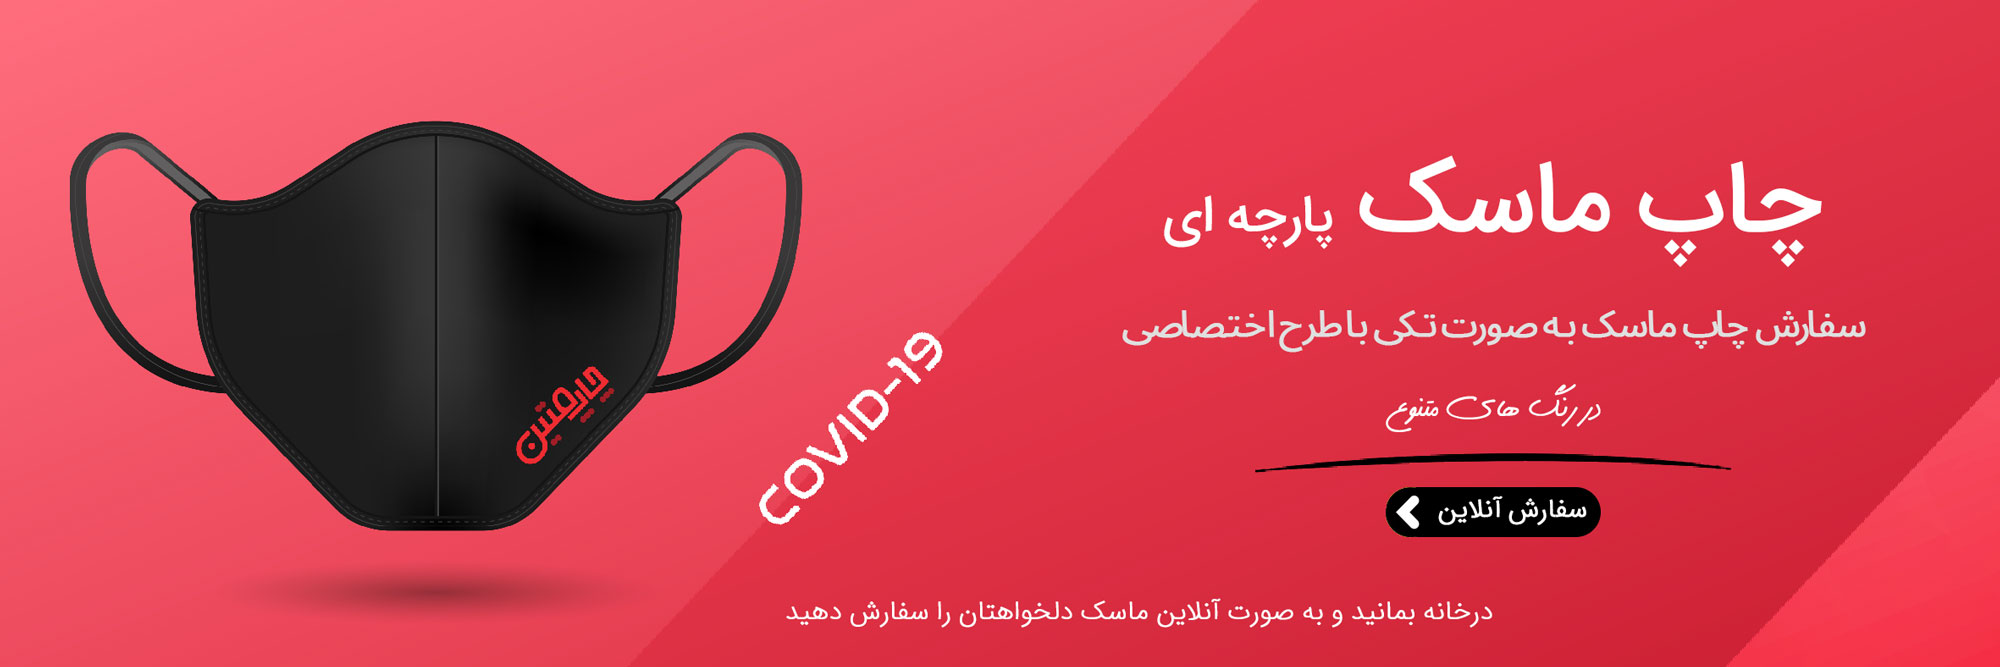 چاپ ماسک پارچه ای
سفارش چاپ ماسک به صورت تکی با طرح اختصاصی
در رنگ های متنوع
سفارش آنلاین
درخانه بمانید و به صورت آنلاین ماسک دلخواهتان را سفارش دهید
COVID-19
چاپمتین